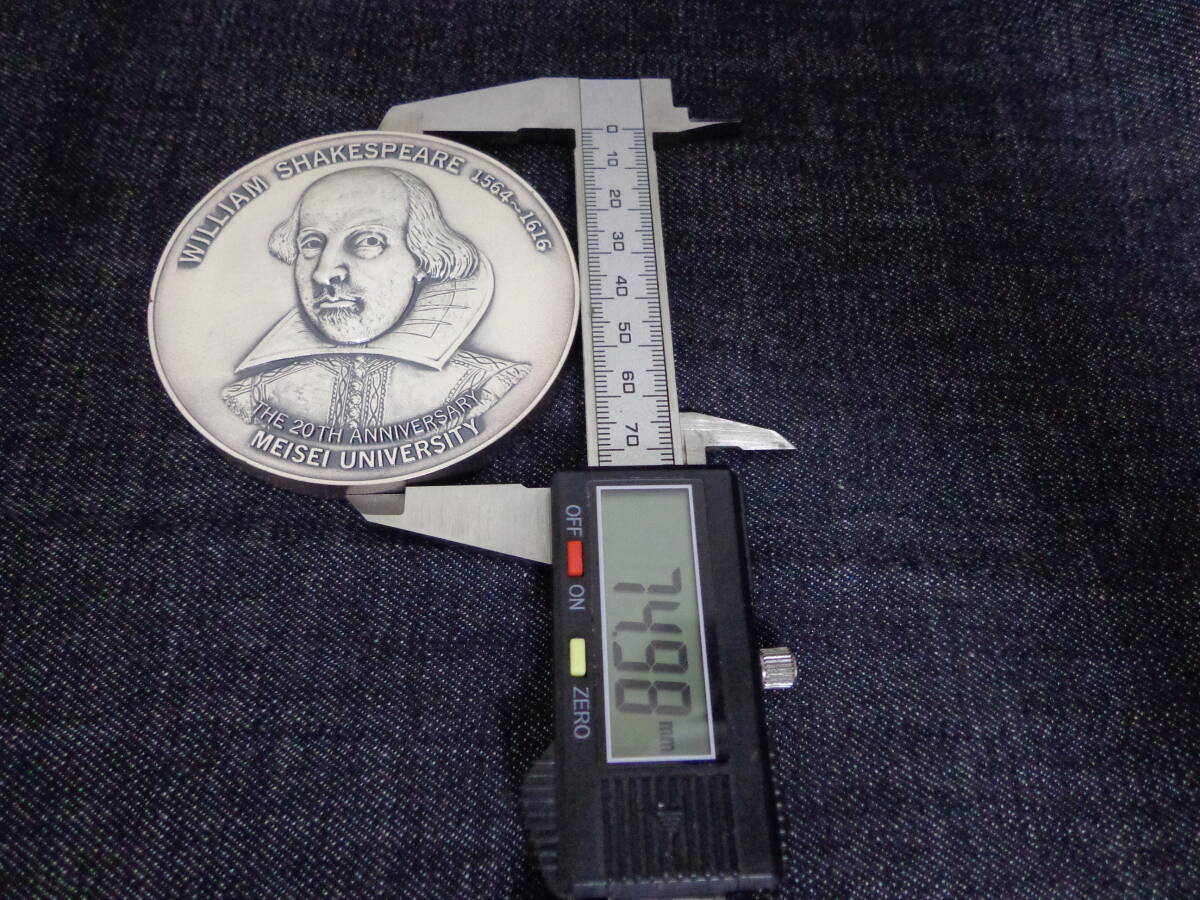 WILLIAM SHAKESPEARE 1564~1616
THE 20TH ANNIVERSARY
MEISEI UNIVERSITY
0
10
20
30
40
50
60
70
OFF
ON
ZERO
74.98
mm